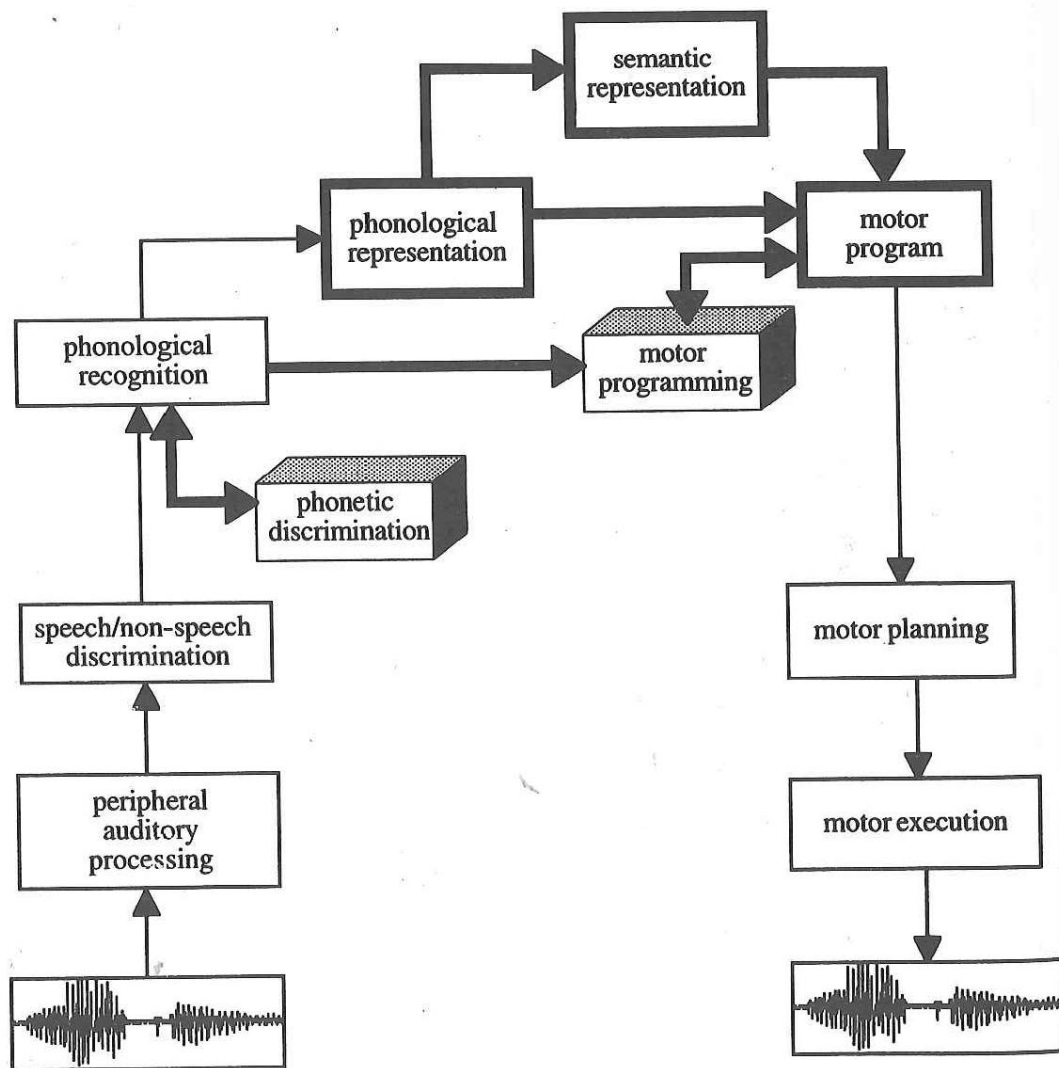 semantic
representation
phonological
representation
motor
program
phonological
recognition
motor
programming
phonetic
discrimination
speech/non-speech
discrimination
motor planning
peripheral
auditory
processing
motor execution